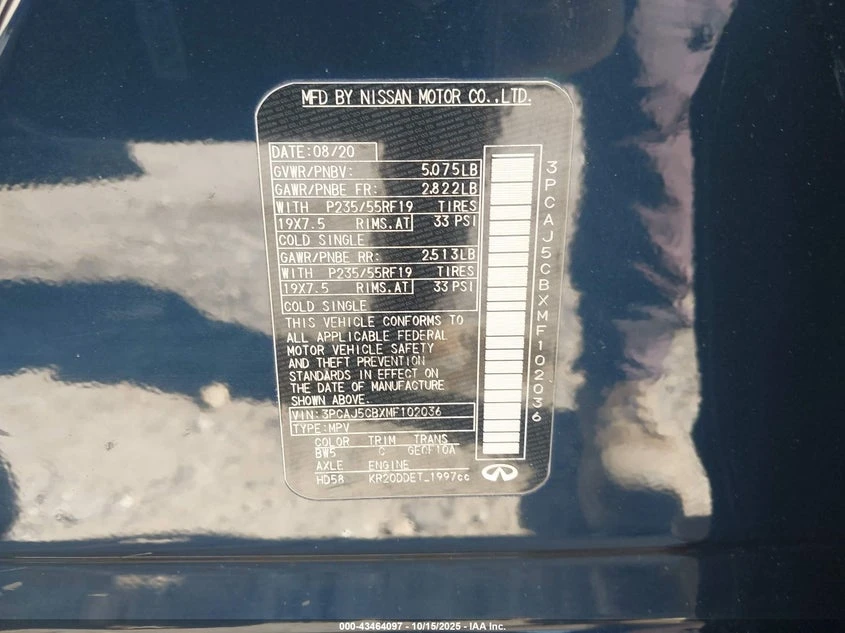 MFD BY NISSAN MOTOR CO.,LTD.
DATE:08/20
GVWR/PNBV: 5.075LB
GAWR/PNBE FR: 2.822LB
WITH P235/55RF19 TIRES
19X7.5 RIMS.AT 33 PSI
COLD SINGLE
GAWR/PNBE RR: 2.513LB
WITH P235/55RF19 TIRES
19X7.5 RIMS.AT 33 PSI
COLD SINGLE
THIS VEHICLE CONFORMS TO
ALL APPLICABLE FEDERAL
MOTOR VEHICLE SAFETY
AND THEFT PREVENTION
STANDARDS IN EFFECT ON
THE DATE OF MANUFACTURE
SHOWN ABOVE.
VIN:3PCAJ5CBXMF102036
TYPE:MPV
COLOR TRIM TRANS
BW5 C GECF10A
AXLE ENGINE
HD58 KR20DDET_1997cc
3PCAJ5CBXMF102036
000-43464097 - 10/15/2025 - IAA Inc.